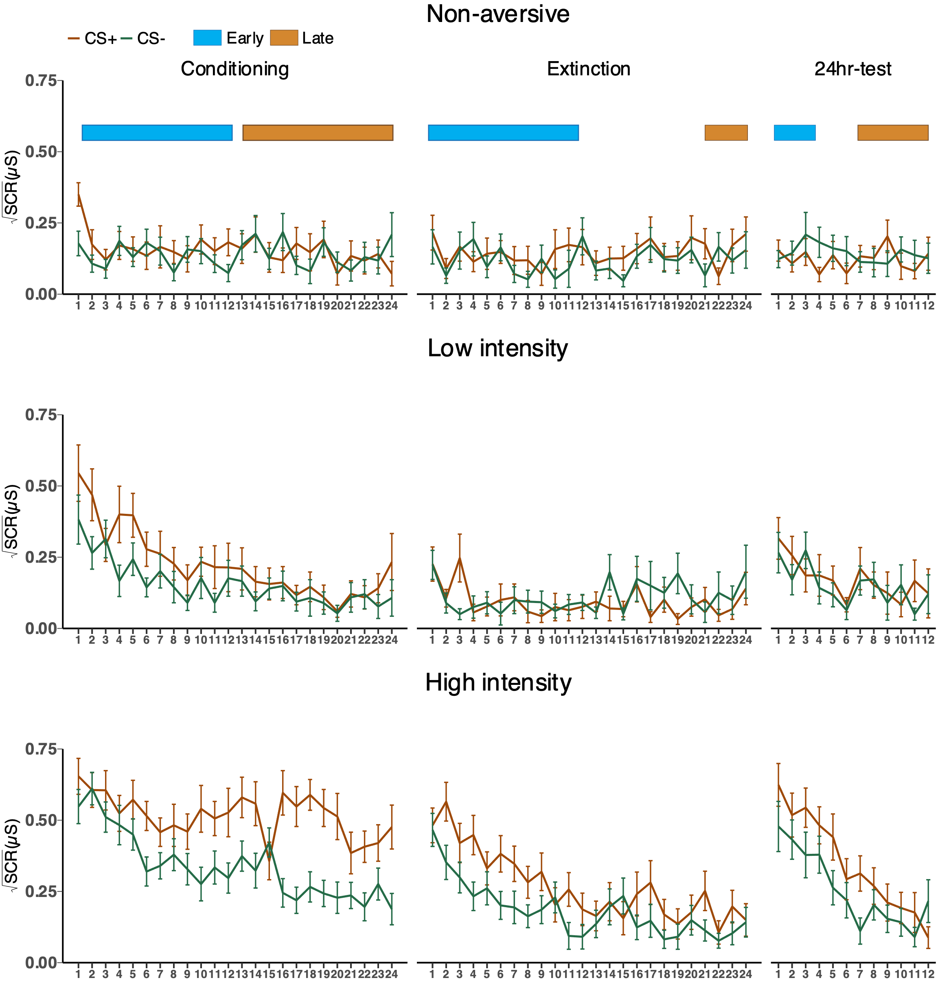 Non-aversive
CS+ CS- Early Late
Conditioning Extinction 24hr-test
0.75
0.50
0.25
0.00
√SCR(μS)
1 2 3 4 5 6 7 8 9 10 11 12 13 14 15 16 17 18 19 20 21 22 23 24
1 2 3 4 5 6 7 8 9 10 11 12 13 14 15 16 17 18 19 20 21 22 23 24
1 2 3 4 5 6 7 8 9 10 11 12
Low intensity
0.75
0.50
0.25
0.00
√SCR(μS)
1 2 3 4 5 6 7 8 9 10 11 12 13 14 15 16 17 18 19 20 21 22 23 24
1 2 3 4 5 6 7 8 9 10 11 12 13 14 15 16 17 18 19 20 21 22 23 24
1 2 3 4 5 6 7 8 9 10 11 12
High intensity
0.75
0.50
0.25
0.00
√SCR(μS)
1 2 3 4 5 6 7 8 9 10 11 12 13 14 15 16 17 18 19 20 21 22 23 24
1 2 3 4 5 6 7 8 9 10 11 12 13 14 15 16 17 18 19 20 21 22 23 24
1 2 3 4 5 6 7 8 9 10 11 12